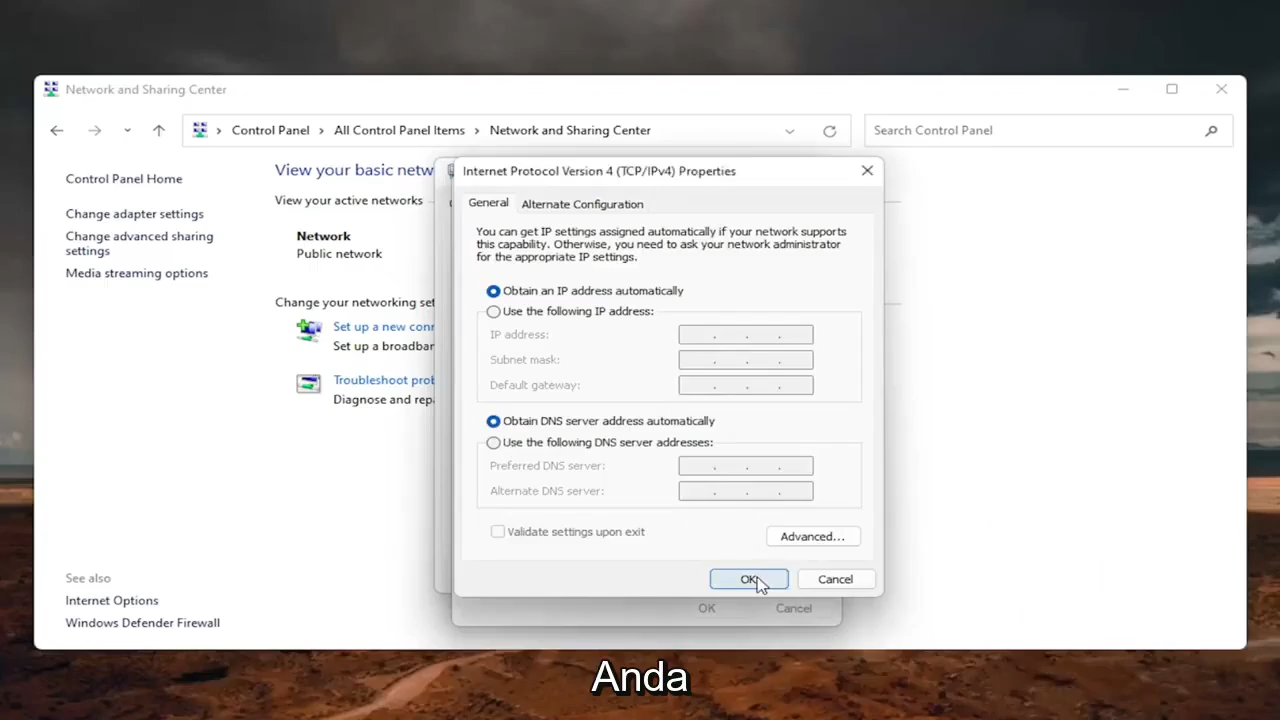 Network and Sharing Center
Control Panel
All Control Panel Items
Network and Sharing Center
Search Control Panel
Control Panel Home
Change adapter settings
Change advanced sharing
settings
Media streaming options
See also
Internet Options
Windows Defender Firewall
View your basic netw
View your active networks
Network
Public network
Change your networking set
Set up a new conn
Set up a broadban
Troubleshoot prob
Diagnose and repa
Internet Protocol Version 4 (TCP/IPv4) Properties
General
Alternate Configuration
You can get IP settings assigned automatically if your network supports
this capability. Otherwise, you need to ask your network administrator
for the appropriate IP settings.
Obtain an IP address automatically
Use the following IP address:
IP address:
Subnet mask:
Default gateway:
Obtain DNS server address automatically
Use the following DNS server addresses:
Preferred DNS server:
Alternate DNS server:
Validate settings upon exit
Advanced...
OK
Cancel
OK
Cancel
Anda